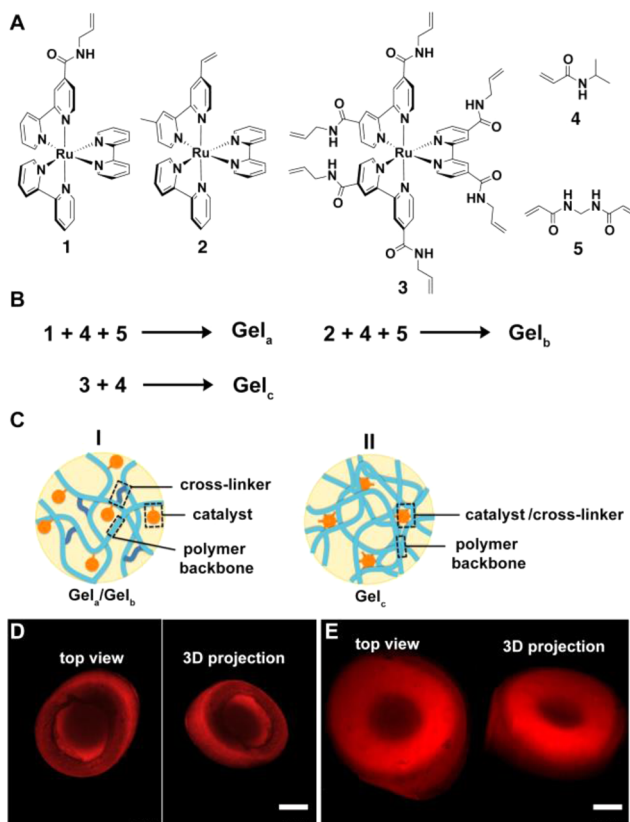 A
O
NH
N
N
N
N
N
N
Ru
1
N
N
N
N
N
N
Ru
2
O
NH
O
HN
O
NH
N
N
N
N
N
N
Ru
O
HN
O
NH
O
NH
3
O
N
H
4
H
N
O
H
N
O
5
B
1 + 4 + 5 Gela
2 + 4 + 5 Gelb
3 + 4 Gelc
C
I
cross-linker
catalyst
polymer
backbone
Gela/Gelb
II
catalyst/cross-linker
polymer
backbone
Gelc
D
top view
3D projection
E
top view
3D projection